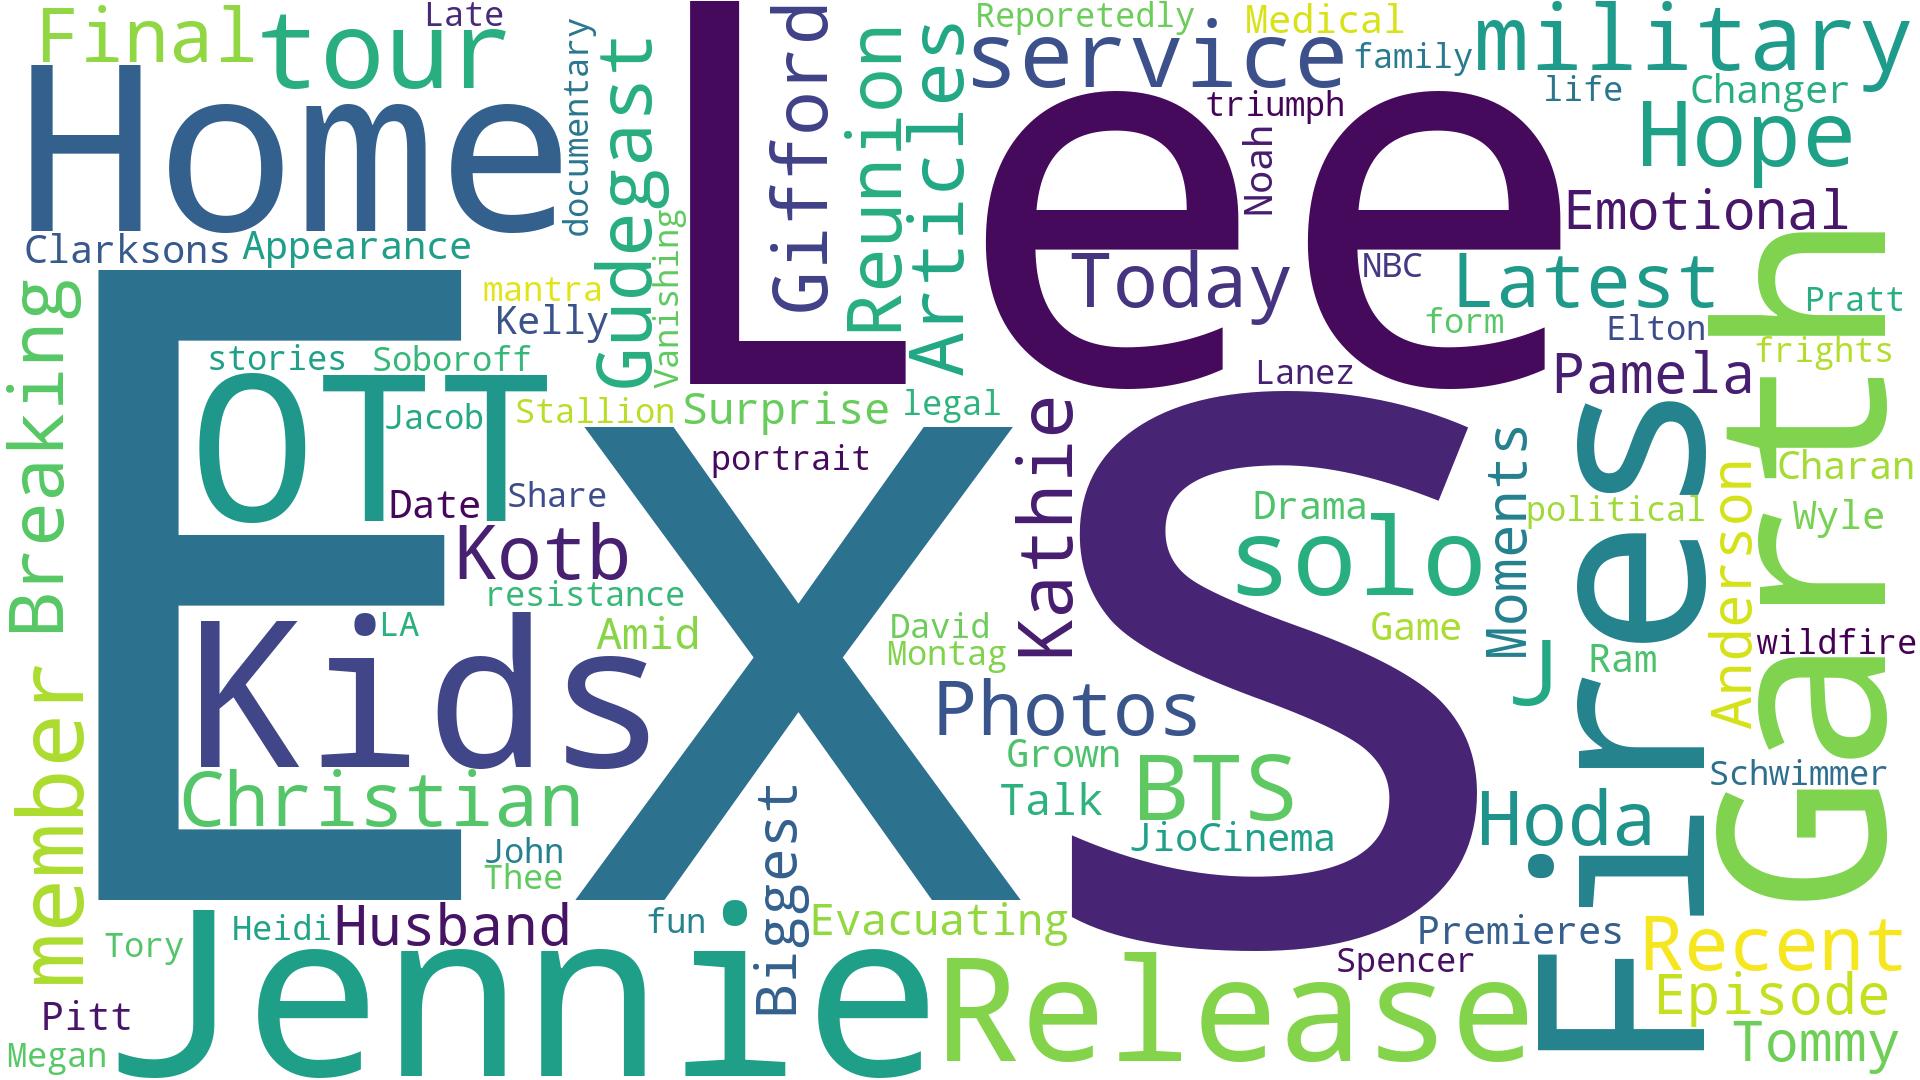 Final
tour
Late
Home
documentary
Gudegast
Vanishing
Lee
Gifford
Reunion
Articles
Reporetedly
service
Medical
family
military
triumph
Noah
life
Changer
Hope
Emotional
Clarksons
Appearance
Today
NBC
Latest
form
Elton
Pratt
frights
Garth
Breaking
ExS
mantra
Kelly
stories
Soboroff
OTT
Jacob
Stallion
Surprise
legal
Lanez
Pamela
portrait
Kathie
Date
Share
Kotb
resistance
Drama
solo
Moments
political
Fires
Anderson
Charan
Wyle
LA
Kids
Amid
David
Montag
Game
J
Ram
wildfire
member
Photos
Grown
Talk
BTS
JioCinema
Schwimmer
Hoda
Christian
John
Thee
Biggest
Tory
Heidi
Husband
fun
Evacuating
Premieres
Spencer
Recent
Episode
Tommy
Pitt
Megan
Jennie
Release